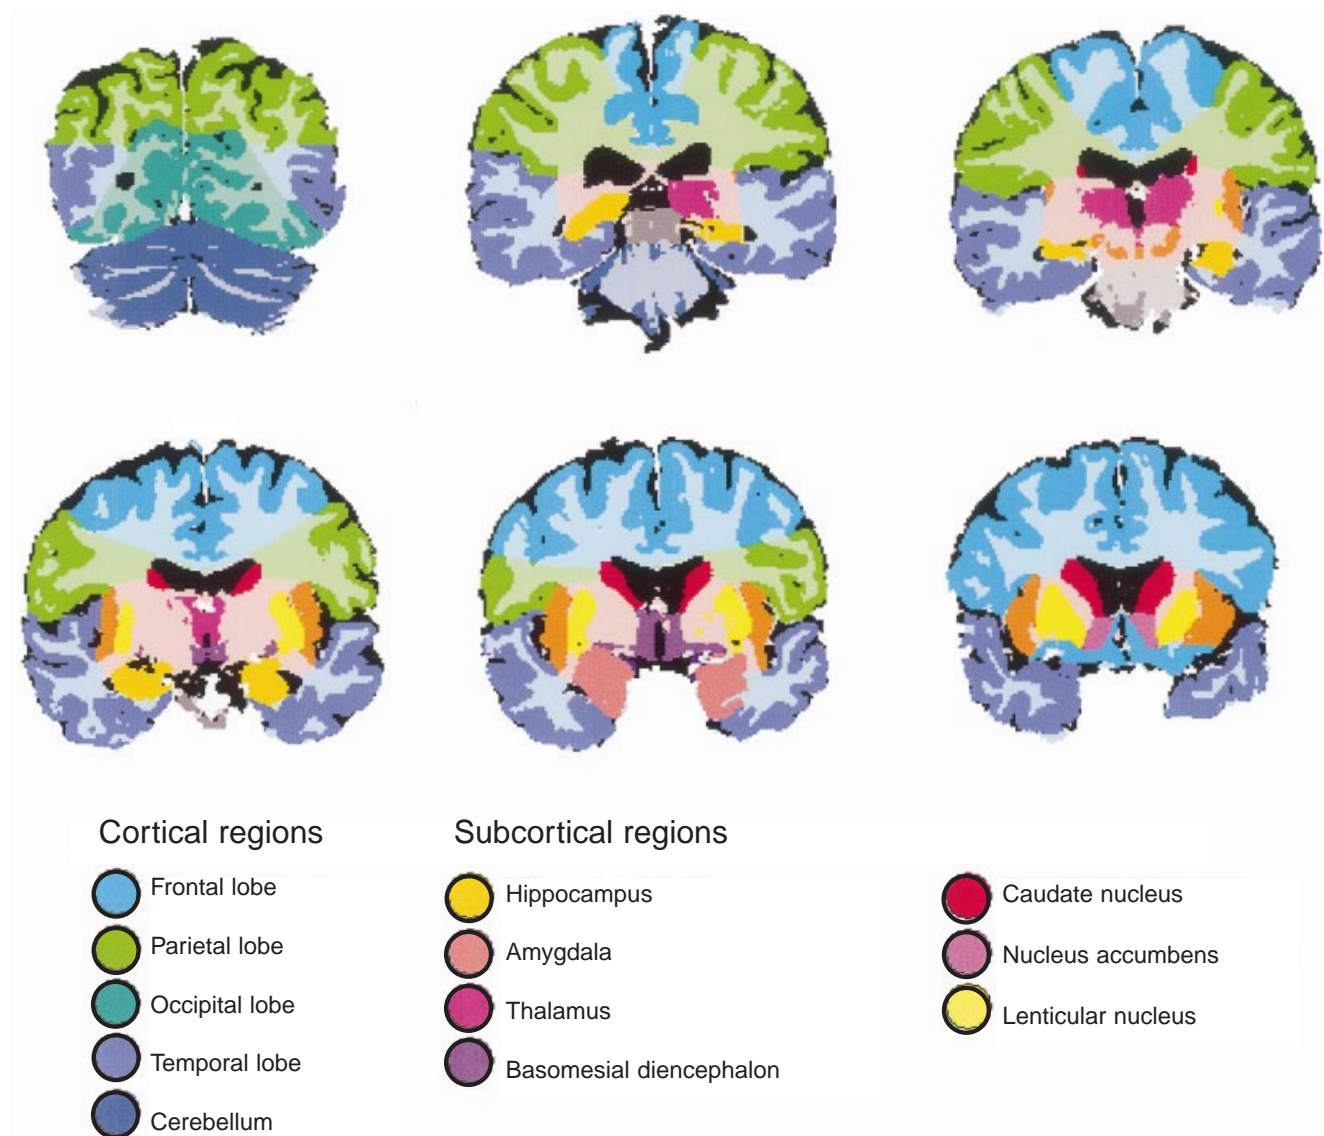 Cortical regions
Frontal lobe
Parietal lobe
Occipital lobe
Temporal lobe
Cerebellum
Subcortical regions
Hippocampus
Amygdala
Thalamus
Basomesial diencephalon
Caudate nucleus
Nucleus accumbens
Lenticular nucleus